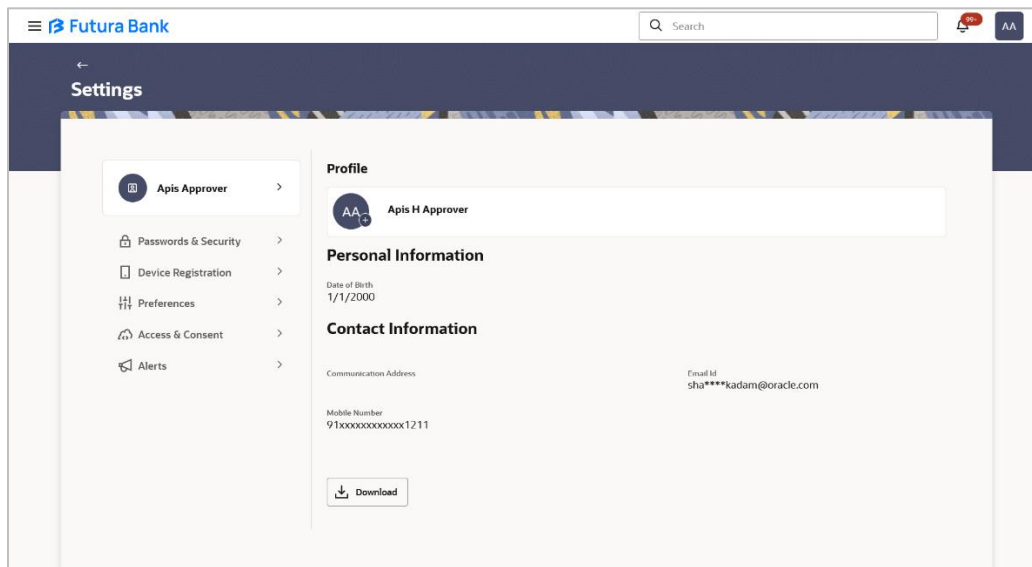 Futura Bank
Search
99+
AA
Settings
Apis Approver
Passwords & Security
Device Registration
Preferences
Access & Consent
Alerts
Profile
AA
Apis H Approver
Personal Information
Date of Birth
1/1/2000
Contact Information
Communication Address
Email Id
sha****kadam@oracle.com
Mobile Number
91xxxxxxxxxxxx1211
Download